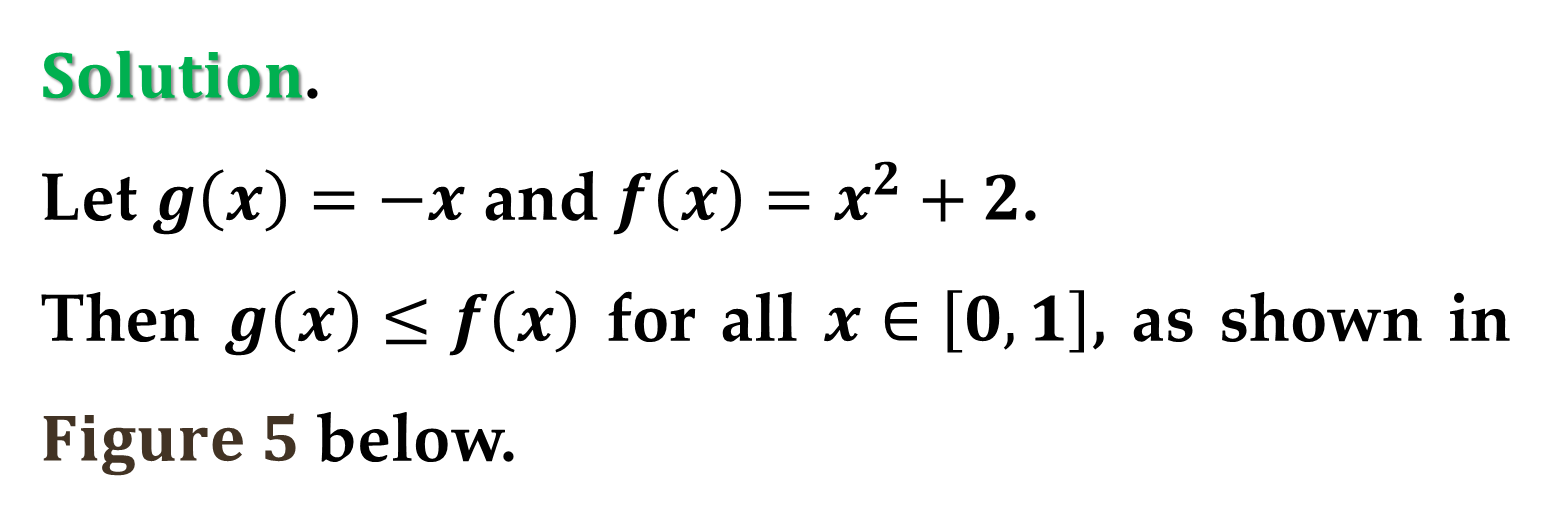 Solution.
Let g(x) = −x and f(x) = x² + 2.
Then g(x) ≤ f(x) for all x ∈ [0, 1], as shown in
Figure 5 below.